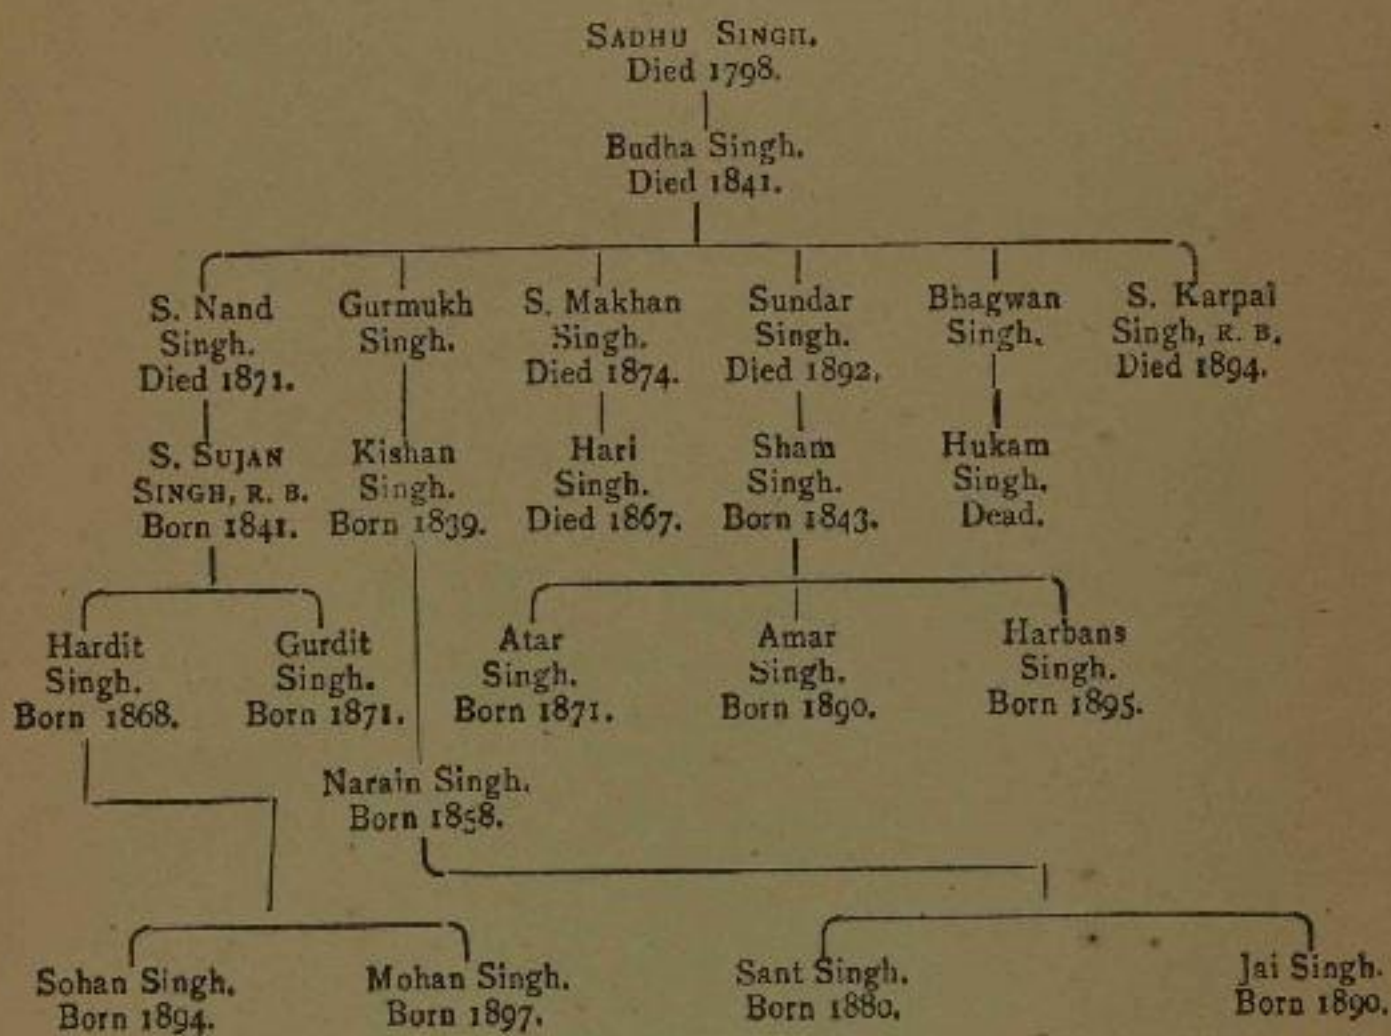 SADHU SINGH.
Died 1798.
Budha Singh.
Died 1841.
S. Nand
Singh.
Died 1871.
Gurmukh
Singh.
S. Makhan
Singh.
Died 1874.
Sundar
Singh.
Died 1892.
Bhagwan
Singh.
S. Karpal
Singh, R. B.
Died 1894.
S. SUJAN
SINGH, R. B.
Born 1841.
Kishan
Singh.
Born 1839.
Hari
Singh.
Died 1867.
Sham
Singh.
Born 1843.
Hukam
Singh.
Dead.
Hardit
Singh.
Born 1868.
Gurdit
Singh.
Born 1871.
Atar
Singh.
Born 1871.
Amar
Singh.
Born 1890.
Harbans
Singh.
Born 1895.
Narain Singh.
Born 1858.
Sohan Singh.
Born 1894.
Mohan Singh.
Born 1897.
Sant Singh.
Born 1880.
Jai Singh.
Born 1890.